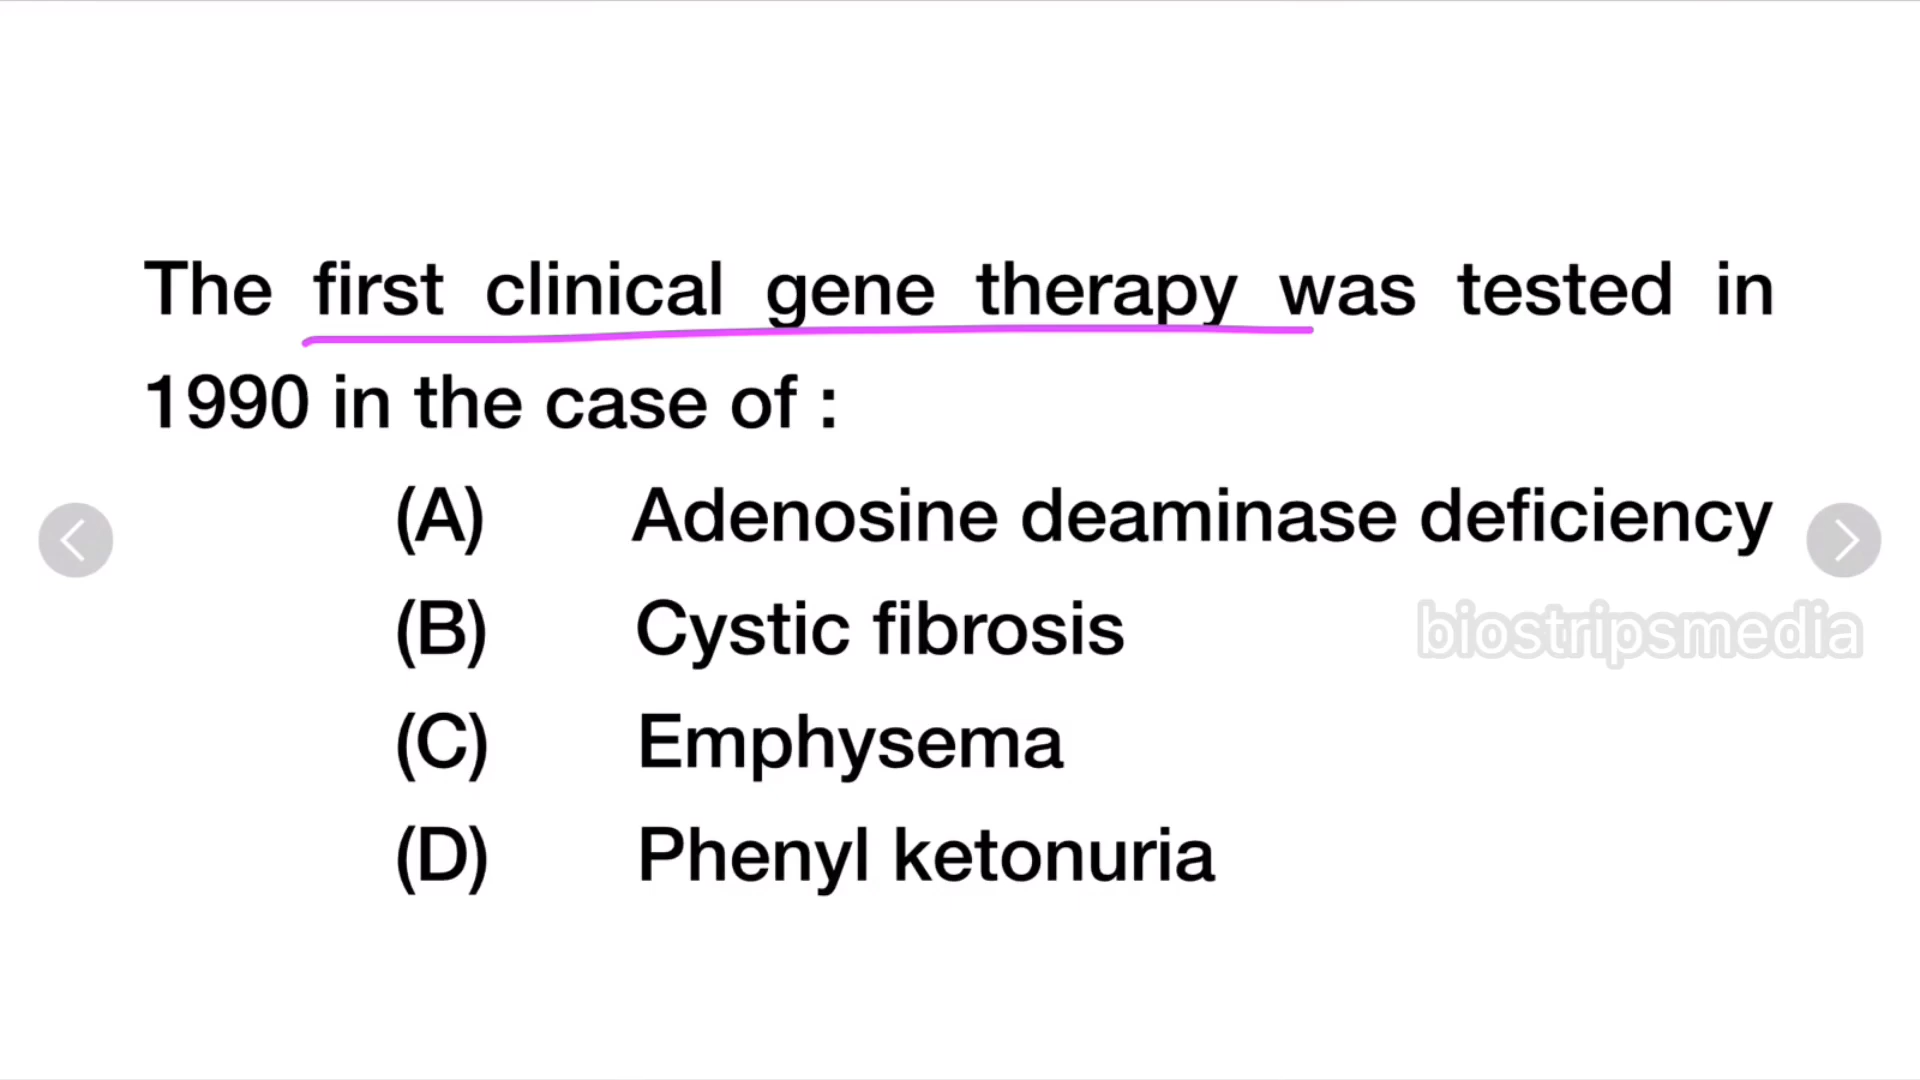 The first clinical gene therapy was tested in
1990 in the case of :
(A) Adenosine deaminase deficiency
(B) Cystic fibrosis
biostripsmedia
(C) Emphysema
(D) Phenyl ketonuria